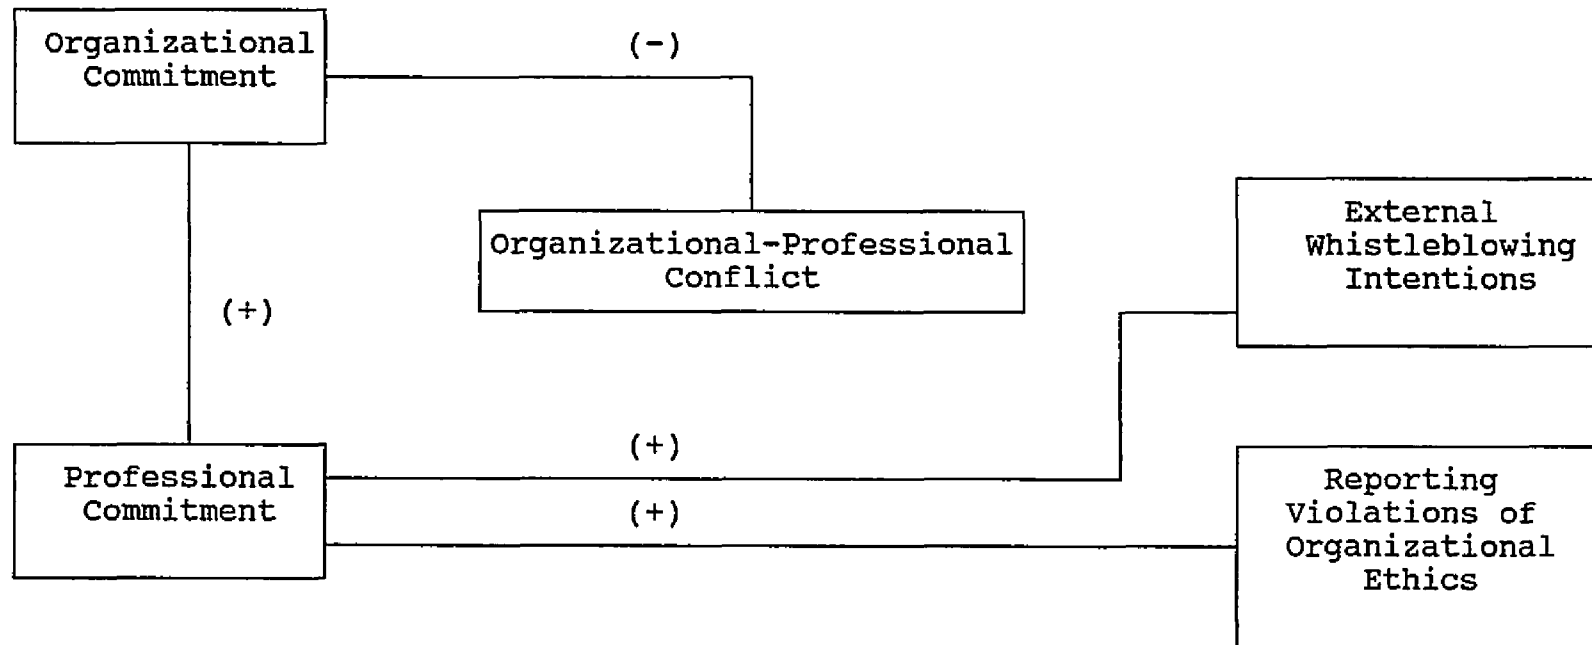 Organizational
Commitment
(-)
Organizational-Professional
Conflict
External
Whistleblowing
Intentions
(+)
Professional
Commitment
(+)
(+)
Reporting
Violations of
Organizational
Ethics